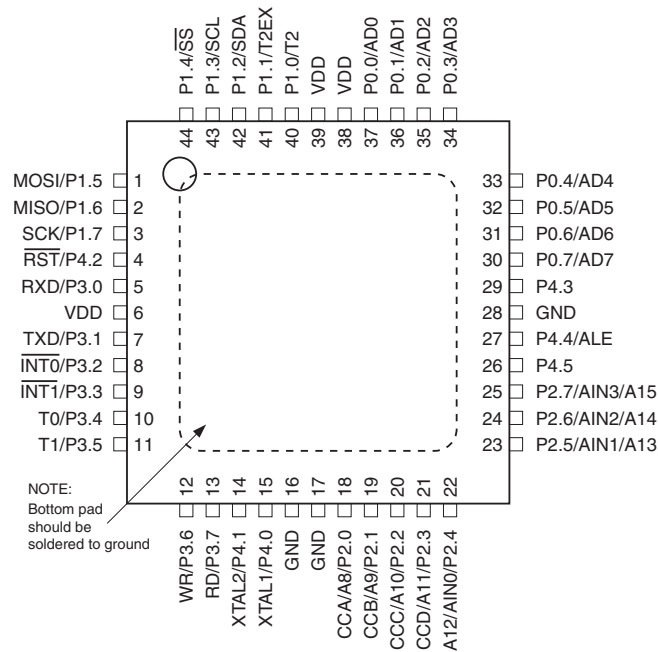 P1.4/S̅S̅
P1.3/SCL
P1.2/SDA
P1.1/T2EX
P1.0/T2
VDD
VDD
P0.0/AD0
P0.1/AD1
P0.2/AD2
P0.3/AD3
44
43
42
41
40
39
38
37
36
35
34
MOSI/P1.5 1
MISO/P1.6 2
SCK/P1.7 3
R̅S̅T̅/P4.2 4
RXD/P3.0 5
VDD 6
TXD/P3.1 7
I̅N̅T̅0̅/P3.2 8
I̅N̅T̅1̅/P3.3 9
T0/P3.4 10
T1/P3.5 11
33 P0.4/AD4
32 P0.5/AD5
31 P0.6/AD6
30 P0.7/AD7
29 P4.3
28 GND
27 P4.4/ALE
26 P4.5
25 P2.7/AIN3/A15
24 P2.6/AIN2/A14
23 P2.5/AIN1/A13
NOTE:
Bottom pad
should be
soldered to ground
12
13
14
15
16
17
18
19
20
21
22
WR/P3.6
RD/P3.7
XTAL2/P4.1
XTAL1/P4.0
GND
GND
CCA/A8/P2.0
CCB/A9/P2.1
CCC/A10/P2.2
CCD/A11/P2.3
A12/AIN0/P2.4